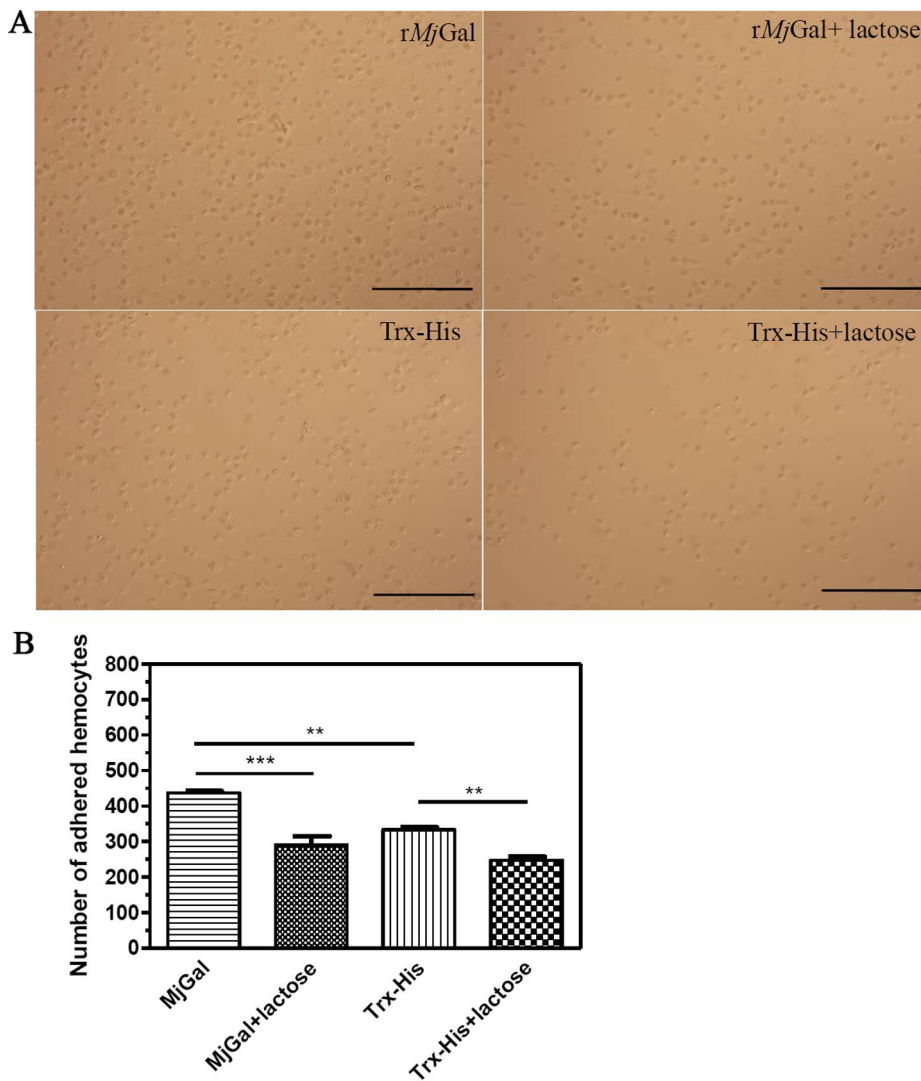 A
rMjGal
rMjGal+ lactose
Trx-His
Trx-His+lactose
B
Number of adhered hemocytes
800
700
600
500
400
300
200
100
0
**
***
**
MjGal
MjGal+lactose
Trx-His
Trx-His+lactose